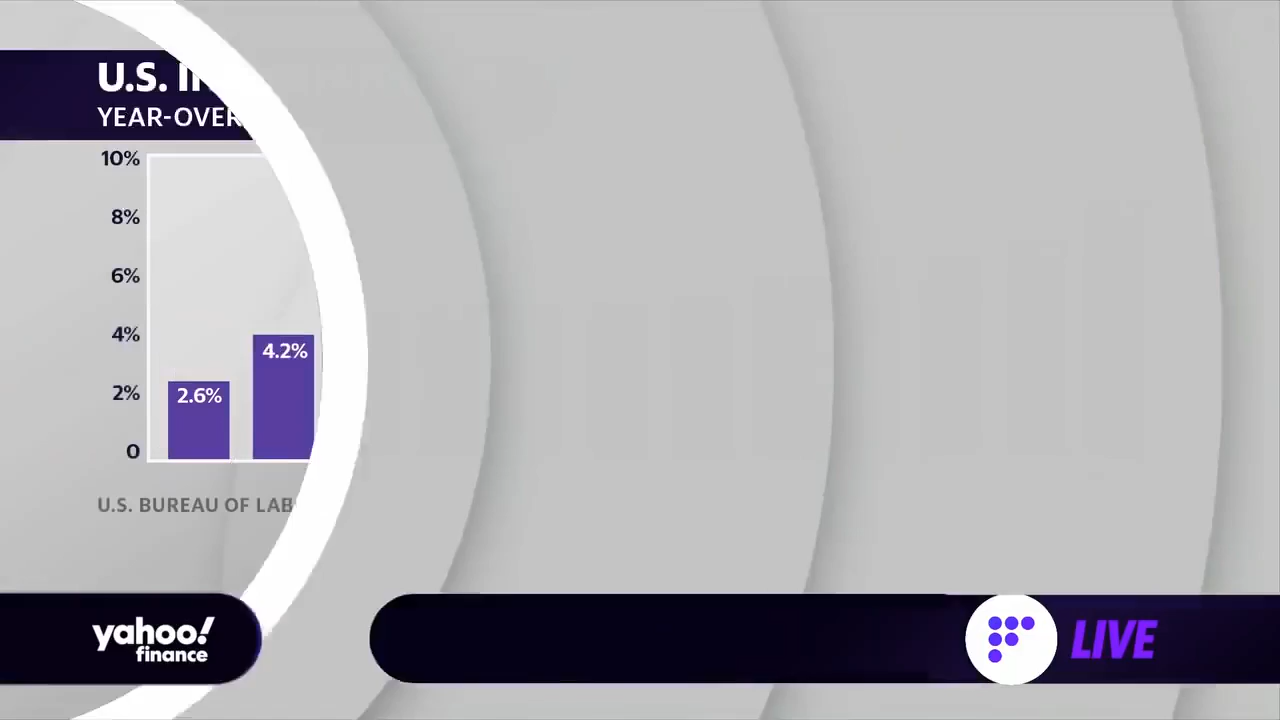 U.S.
YEAR-OVER
10%
8%
6%
4%
2%
0
4.2%
2.6%
U.S. BUREAU OF LAB
yahoo!
finance
LIVE